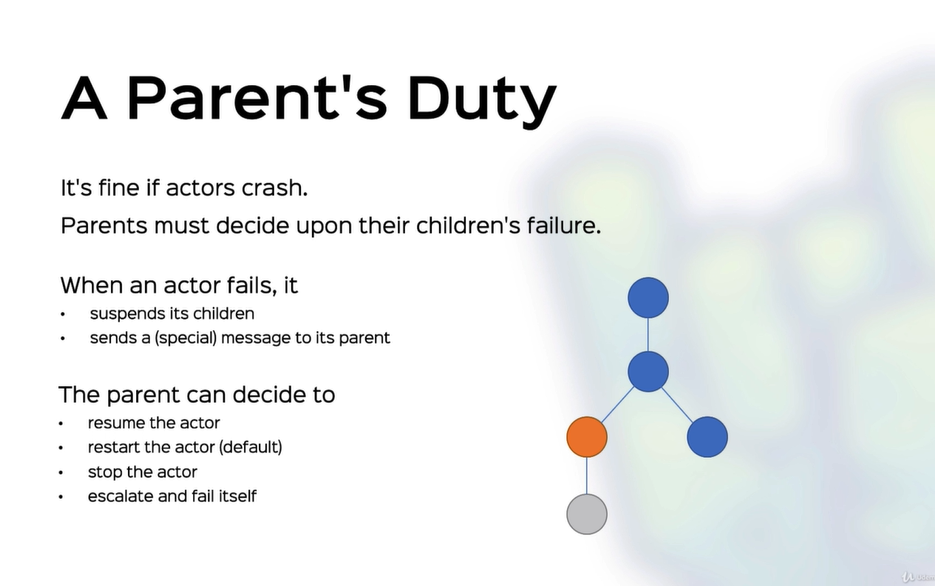 A Parent's Duty
It's fine if actors crash.
Parents must decide upon their children's failure.
When an actor fails, it
• suspends its children
• sends a (special) message to its parent
The parent can decide to
• resume the actor
• restart the actor (default)
• stop the actor
• escalate and fail itself